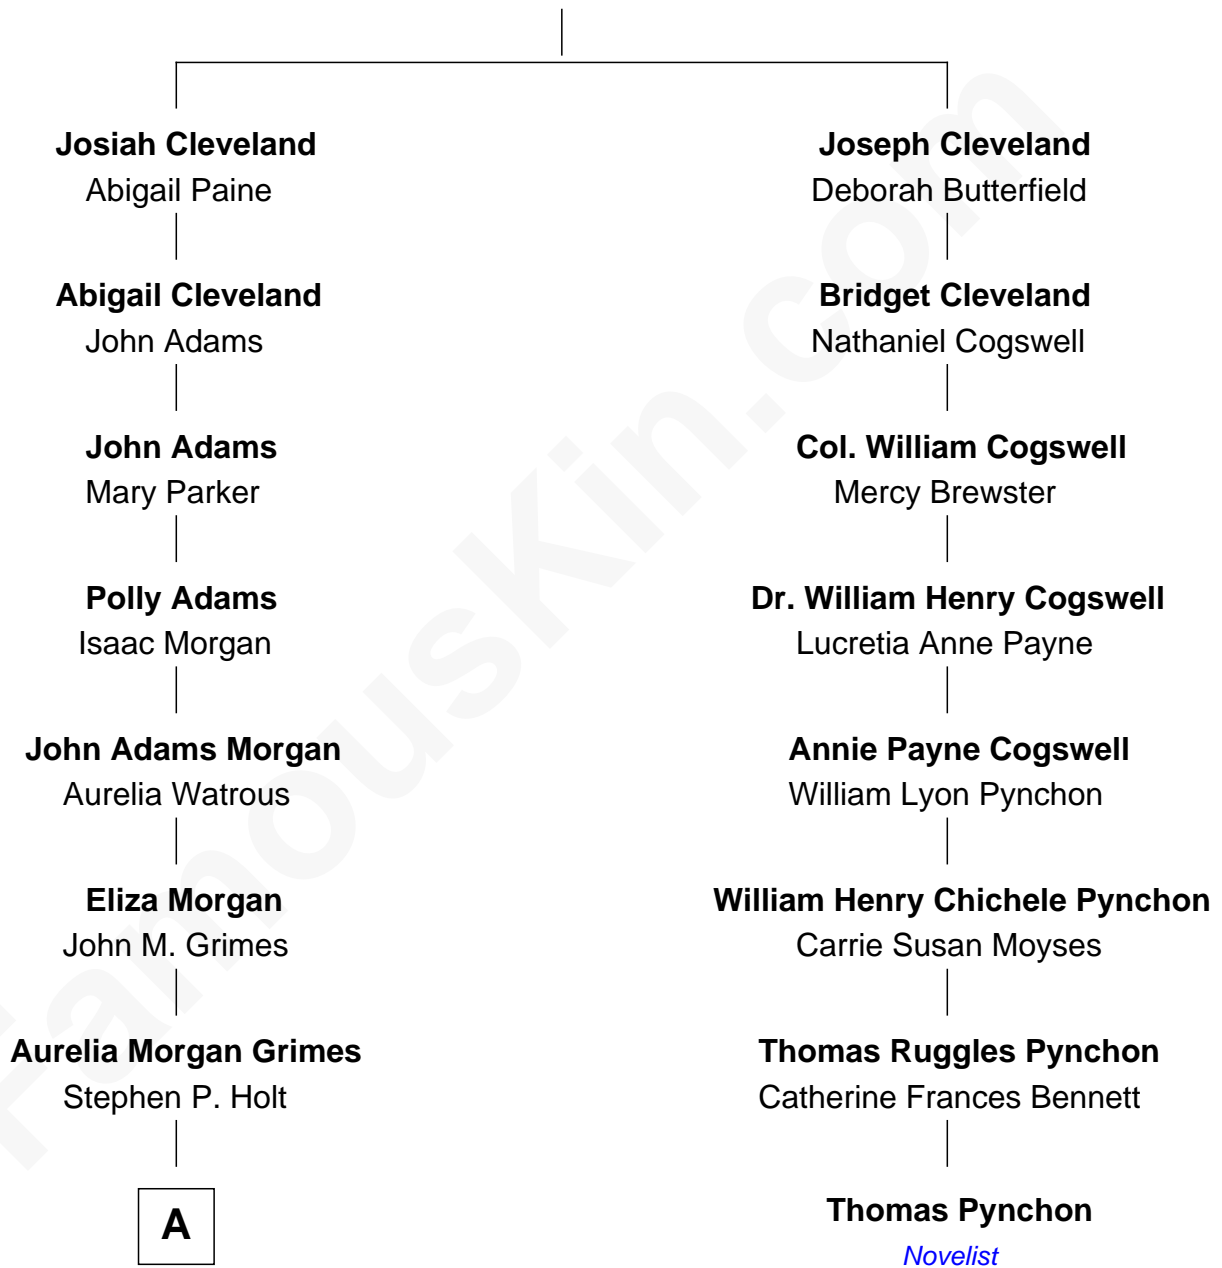 Josiah Cleveland
Abigail Paine
Abigail Cleveland
John Adams
John Adams
Mary Parker
Polly Adams
Isaac Morgan
John Adams Morgan
Aurelia Watrous
Eliza Morgan
John M. Grimes
Aurelia Morgan Grimes
Stephen P. Holt
A
Joseph Cleveland
Deborah Butterfield
Bridget Cleveland
Nathaniel Cogswell
Col. William Cogswell
Mercy Brewster
Dr. William Henry Cogswell
Lucretia Anne Payne
Annie Payne Cogswell
William Lyon Pynchon
William Henry Chichele Pynchon
Carrie Susan Moyses
Thomas Ruggles Pynchon
Catherine Frances Bennett
Thomas Pynchon
Novelist
FamousKin.com